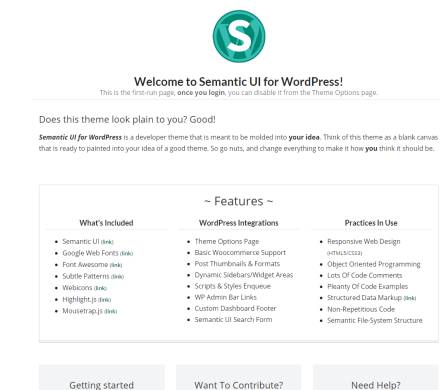 S
Welcome to Semantic UI for WordPress!
This is the first-run page, once you login, you can disable it from the Theme Options page.
Does this theme look plain to you? Good!
Semantic UI for WordPress is a developer theme that is meant to be molded into your idea. Think of this theme as a blank canvas
that is ready to painted into your idea of a good theme. So go nuts, and change everything to make it how you think it should be.
~ Features ~
What's Included
Semantic UI (link)
Google Web Fonts (link)
Font Awesome (link)
Subtle Patterns (link)
Webicons (link)
Highlight.js (link)
Mousetrap.js (link)
WordPress Integrations
Theme Options Page
Basic Woocommerce Support
Post Thumbnails & Formats
Dynamic Sidebars/Widget Areas
Scripts & Styles Enqueue
WP Admin Bar Links
Custom Dashboard Footer
Semantic UI Search Form
Practices In Use
Responsive Web Design
(HTML5/CSS3)
Object Oriented Programming
Lots Of Code Comments
Pleanty Of Code Examples
Structured Data Markup (link)
Non-Repetitious Code
Semantic File-System Structure
Getting started
Want To Contribute?
Need Help?